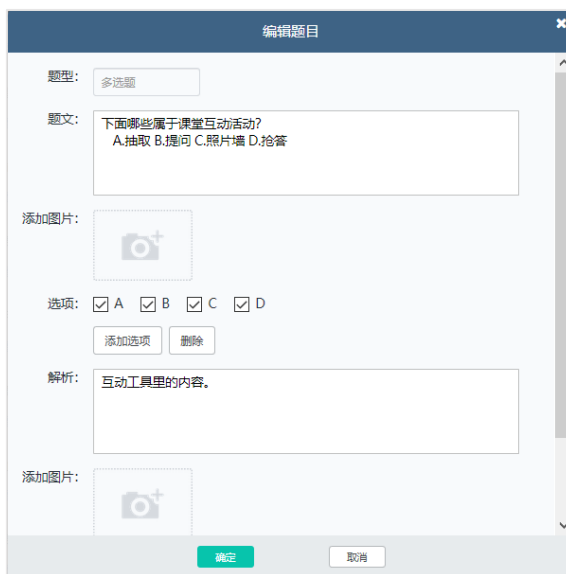 编辑题目
题型：
多选题
题文：
下面哪些属于课堂互动活动？
A.抽取 B.提问 C.照片墙 D.抢答
添加图片：
选项： A B C D
添加选项 删除
解析：
互动工具里的内容。
添加图片：
确定 取消